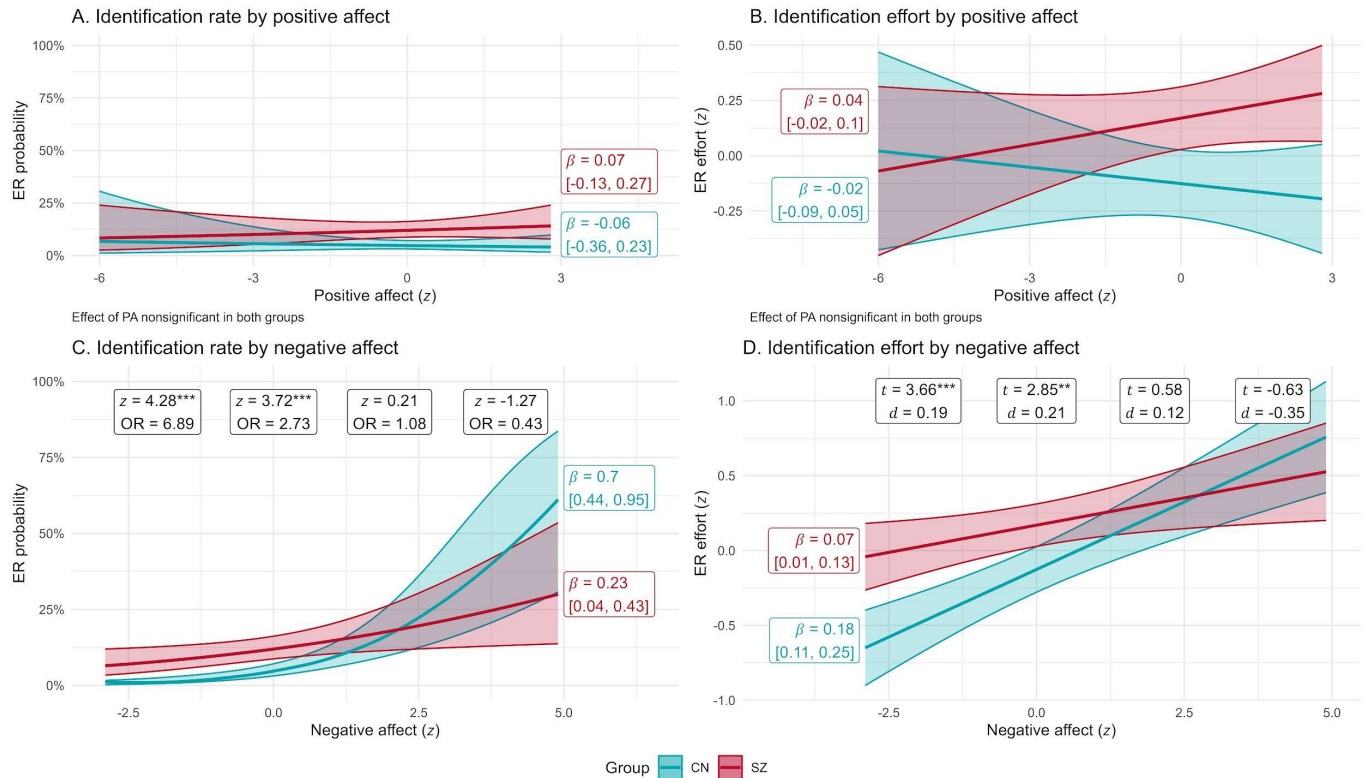 A. Identification rate by positive affect
100%
75%
50%
25%
0%
ER probability
β = 0.07
[-0.13, 0.27]
β = -0.06
[-0.36, 0.23]
-6
-3
0
3
Positive affect (z)
Effect of PA nonsignificant in both groups
B. Identification effort by positive affect
0.50
0.25
0.00
-0.25
ER effort (z)
β = 0.04
[-0.02, 0.1]
β = -0.02
[-0.09, 0.05]
-6
-3
0
3
Positive affect (z)
Effect of PA nonsignificant in both groups
C. Identification rate by negative affect
100%
75%
50%
25%
0%
ER probability
z = 4.28***
OR = 6.89
z = 3.72***
OR = 2.73
z = 0.21
OR = 1.08
z = -1.27
OR = 0.43
β = 0.7
[0.44, 0.95]
β = 0.23
[0.04, 0.43]
-2.5
0.0
2.5
5.0
Negative affect (z)
D. Identification effort by negative affect
1.0
0.5
0.0
-0.5
-1.0
ER effort (z)
t = 3.66***
d = 0.19
t = 2.85**
d = 0.21
t = 0.58
d = 0.12
t = -0.63
d = -0.35
β = 0.07
[0.01, 0.13]
β = 0.18
[0.11, 0.25]
-2.5
0.0
2.5
5.0
Negative affect (z)
Group CN SZ